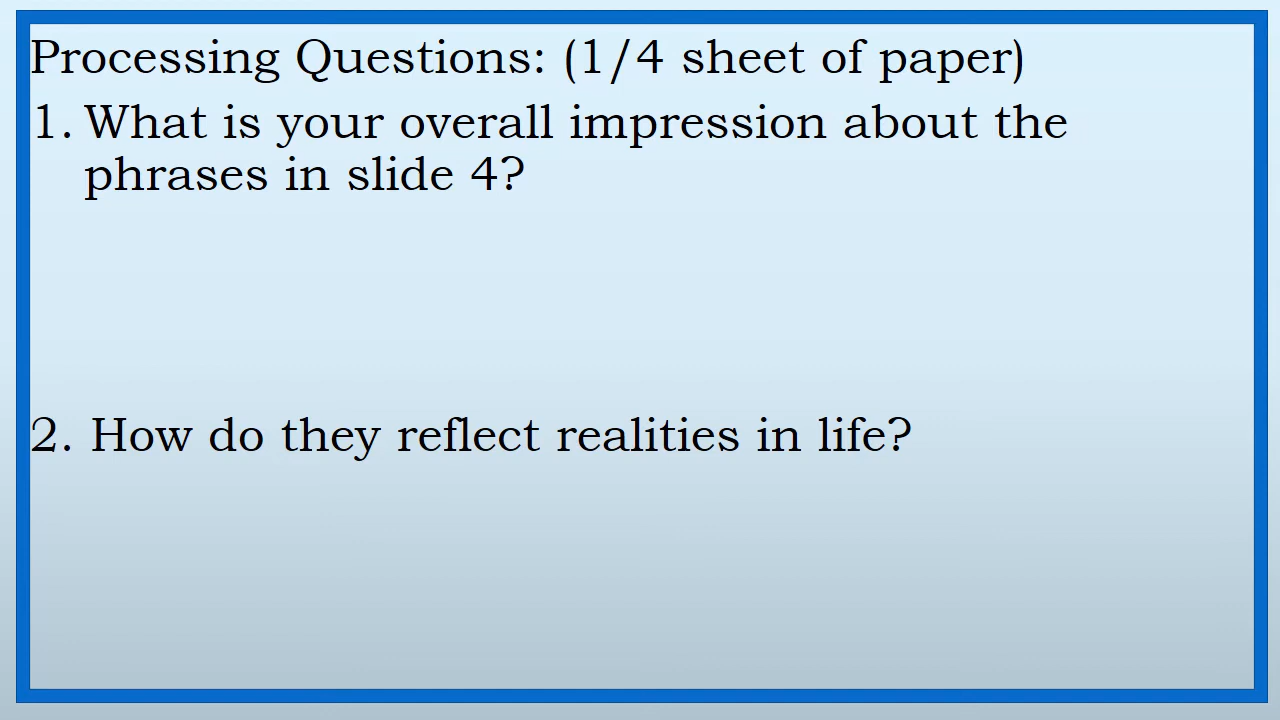 Processing Questions: (1/4 sheet of paper)
1. What is your overall impression about the
phrases in slide 4?
2. How do they reflect realities in life?